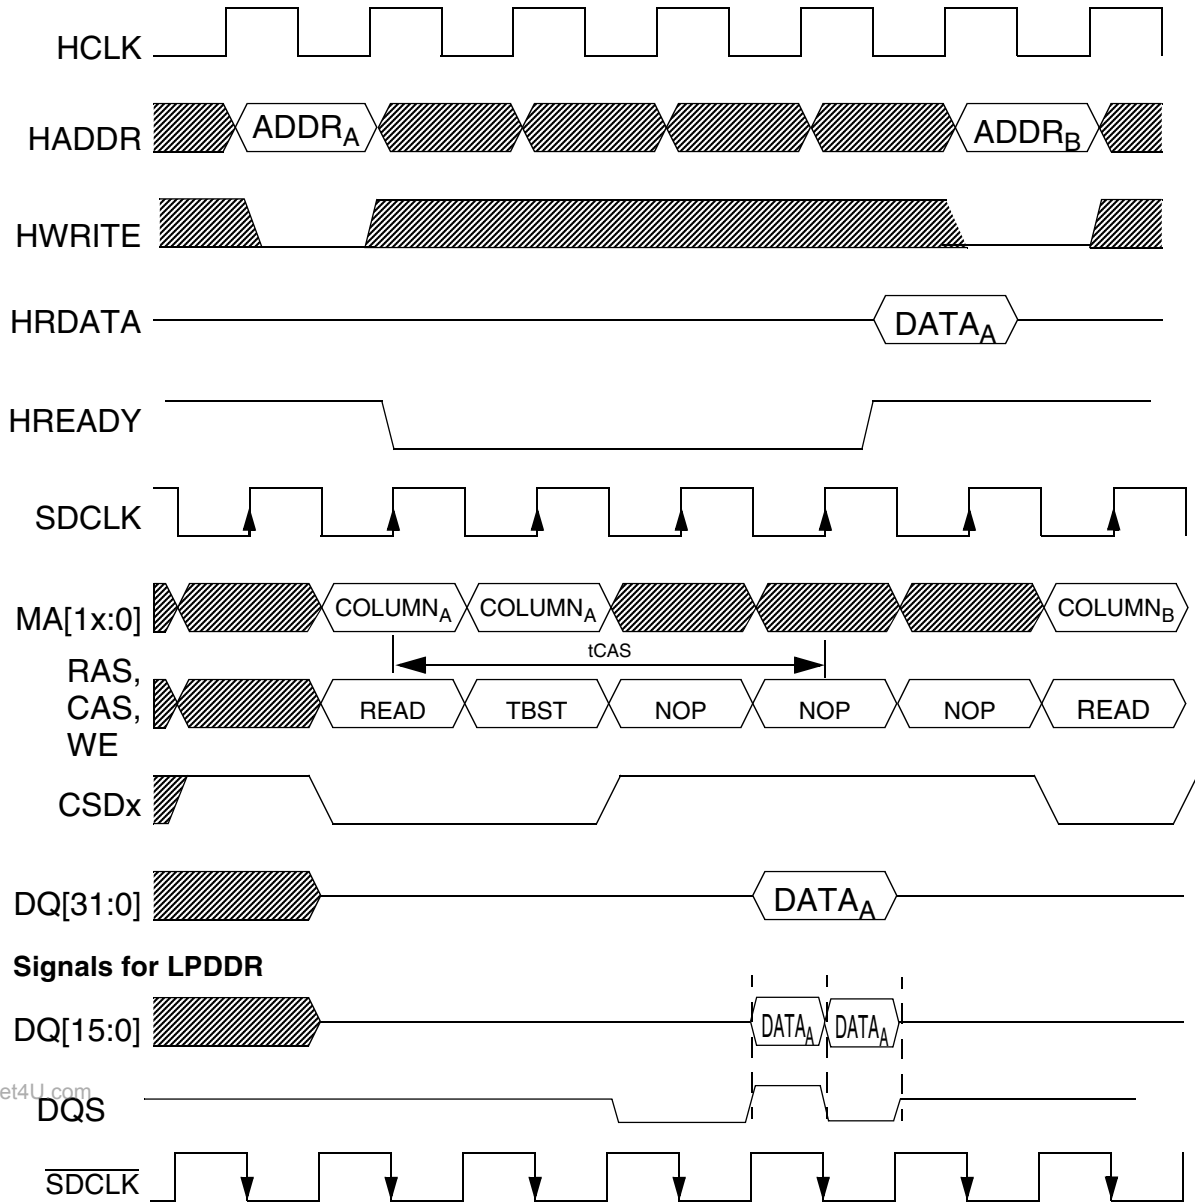 HCLK
HADDR ADDRA ADDRB
HWRITE
HRDATA DATAA
HREADY
SDCLK
MA[1x:0] COLUMNA COLUMNA COLUMNB
tCAS
RAS,
CAS, READ TBST NOP NOP NOP READ
WE
CSDx
DQ[31:0] DATAA
Signals for LPDDR
DQ[15:0] DATAA DATAA
et4U.com
DQS
SDCLK